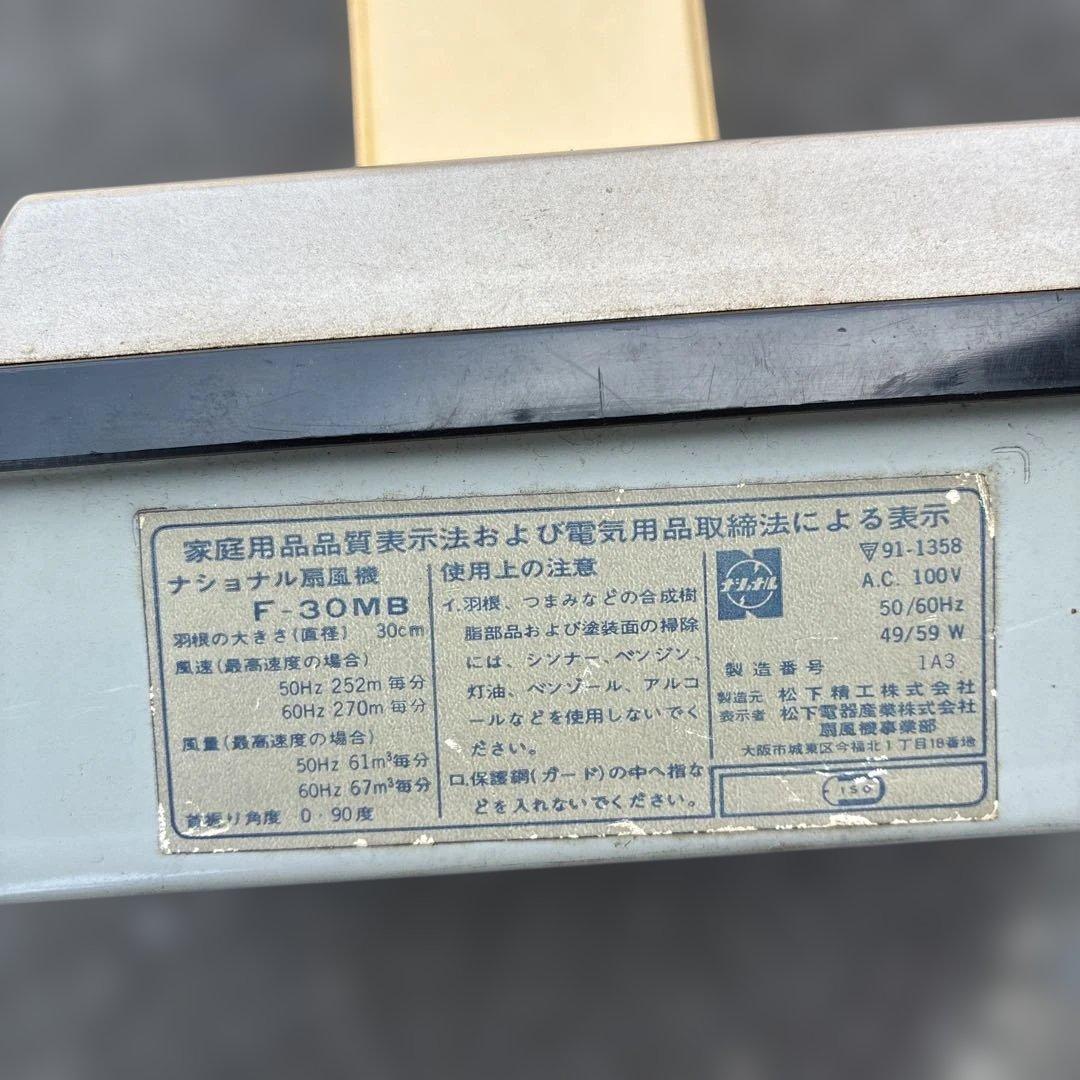 家庭用品品質表示法および電気用品取締法による表示
ナショナル扇風機
F-30MB
羽根の大きさ(直径) 30cm
風速(最高速度の場合)
50Hz 252m毎分
60Hz 270m毎分
風量(最高速度の場合)
50Hz 61m³毎分
60Hz 67m³毎分
首振り角度 0・90度
使用上の注意
イ.羽根、つまみなどの合成樹
脂部品および塗装面の掃除
には、シンナー、ベンジン、
灯油、ベンゾール、アルコ
ールなどを使用しないでく
ださい。
ロ.保護網(ガード)の中へ指な
どを入れないでください。
ナショナル
91-1358
A.C. 100V
50/60Hz
49/59 W
製造番号 1A3
製造元 松下精工株式会社
表示者 松下電器産業株式会社
扇風機事業部
大阪市城東区今福北1丁目18番地
ISO